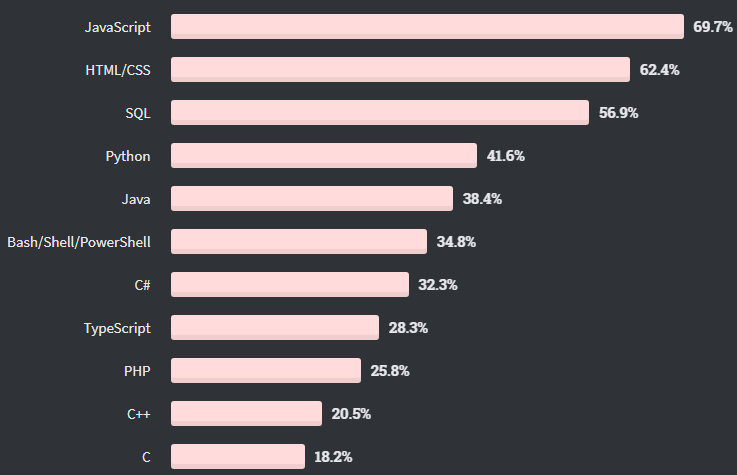 JavaScript 69.7%
HTML/CSS 62.4%
SQL 56.9%
Python 41.6%
Java 38.4%
Bash/Shell/PowerShell 34.8%
C# 32.3%
TypeScript 28.3%
PHP 25.8%
C++ 20.5%
C 18.2%